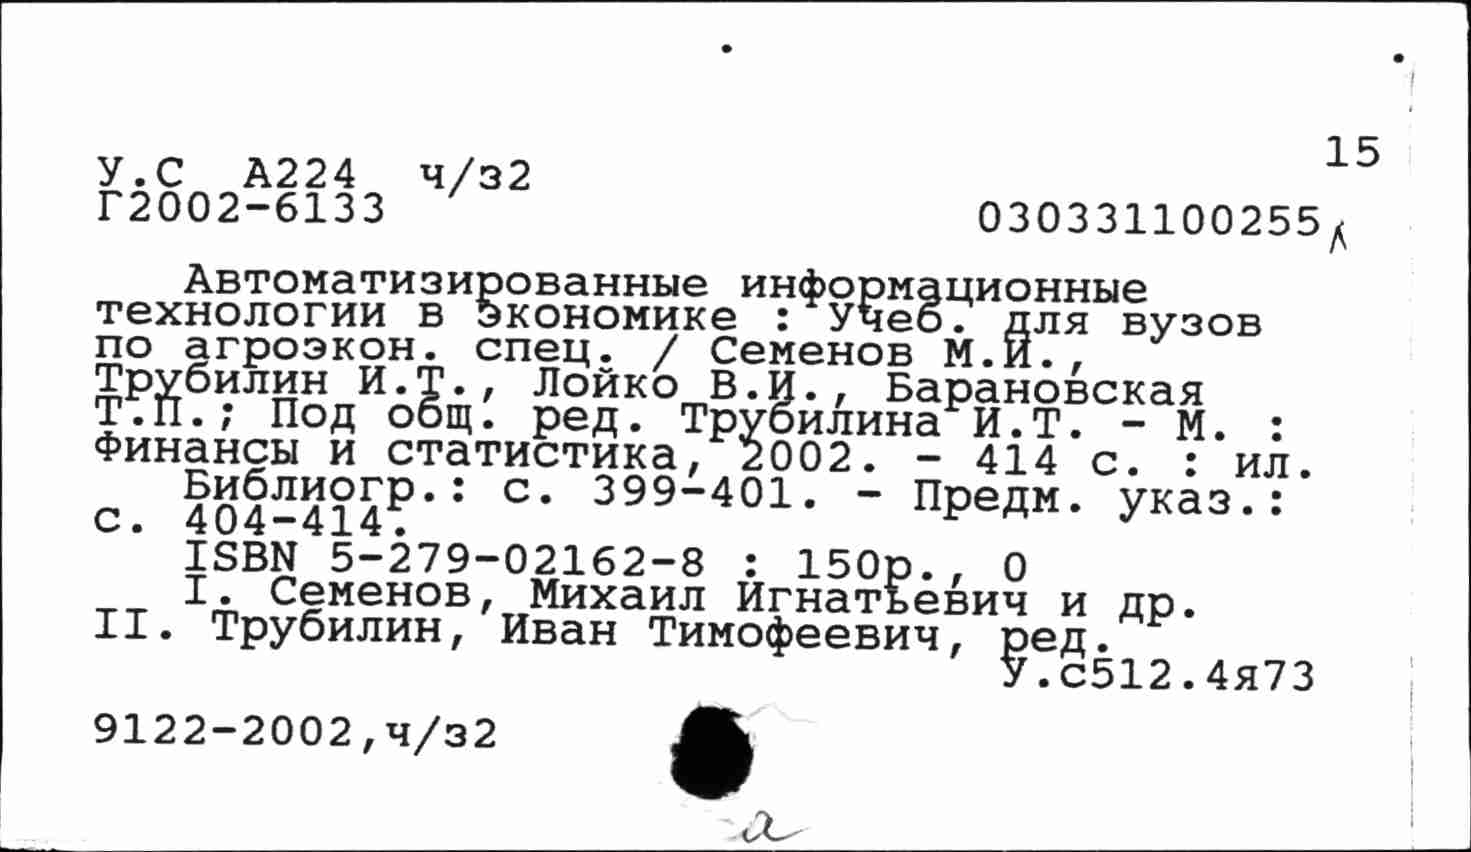 15
У.С А224 ч/з2
Г2002-6133
030331100255
Автоматизированные информационные
технологии в экономике : Учеб. для вузов
по агроэкон. спец. / Семенов М.И.,
Трубилин И.Т., Лойко В.И., Барановская
Т.П.; Под общ. ред. Трубилина И.Т. - М. :
Финансы и статистика, 2002. - 414 с. : ил.
Библиогр.: с. 399-401. - Предм. указ.:
с. 404-414.
ISBN 5-279-02162-8 : 150р., 0
I. Семенов, Михаил Игнатьевич и др.
II. Трубилин, Иван Тимофеевич, ред.
У.с512.4я73
9122-2002,ч/з2
а